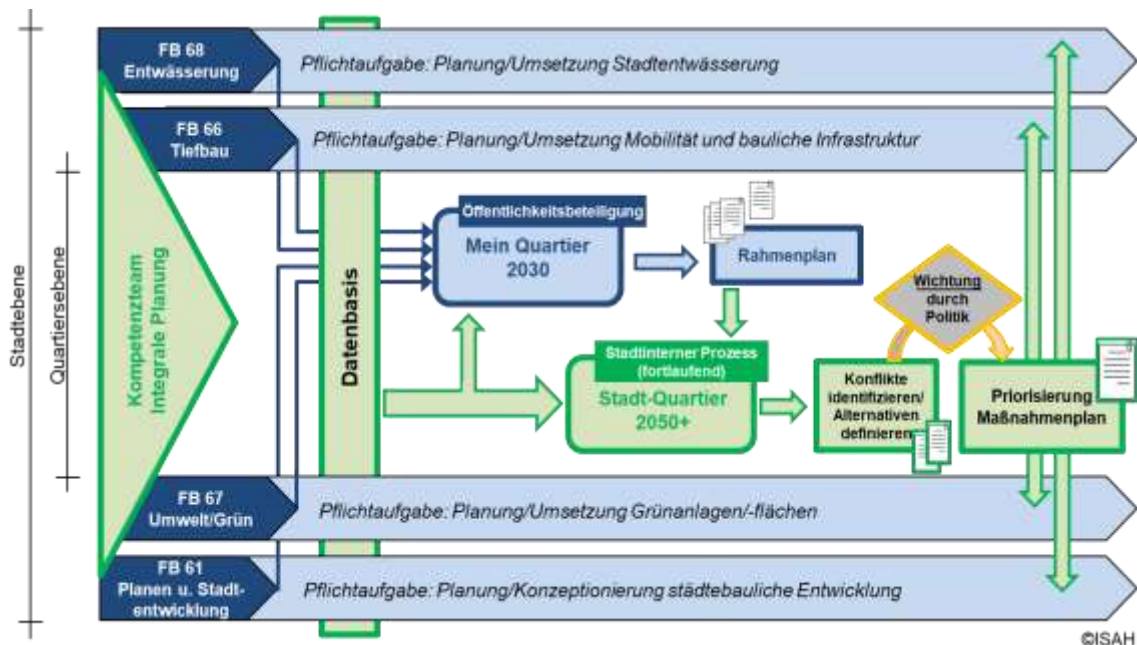 FB 68
Entwässerung
Pflichtaufgabe: Planung/Umsetzung Stadtentwässerung
FB 66
Tiefbau
Pflichtaufgabe: Planung/Umsetzung Mobilität und bauliche Infrastruktur
Stadtebene
Quartiersebene
Kompetenzteam
Integrale Planung
Datenbasis
Öffentlichkeitsbeteiligung
Mein Quartier
2030
Rahmenplan
Wichtung
durch
Politik
Stadtinterner Prozess
(fortlaufend)
Stadt-Quartier
2050+
Konflikte
identifizieren/
Alternativen
definieren
Priorisierung
Maßnahmenplan
FB 67
Umwelt/Grün
Pflichtaufgabe: Planung/Umsetzung Grünanlagen/-flächen
FB 61
Planen u. Stadt-
entwicklung
Pflichtaufgabe: Planung/Konzeptionierung städtebauliche Entwicklung
©ISAH